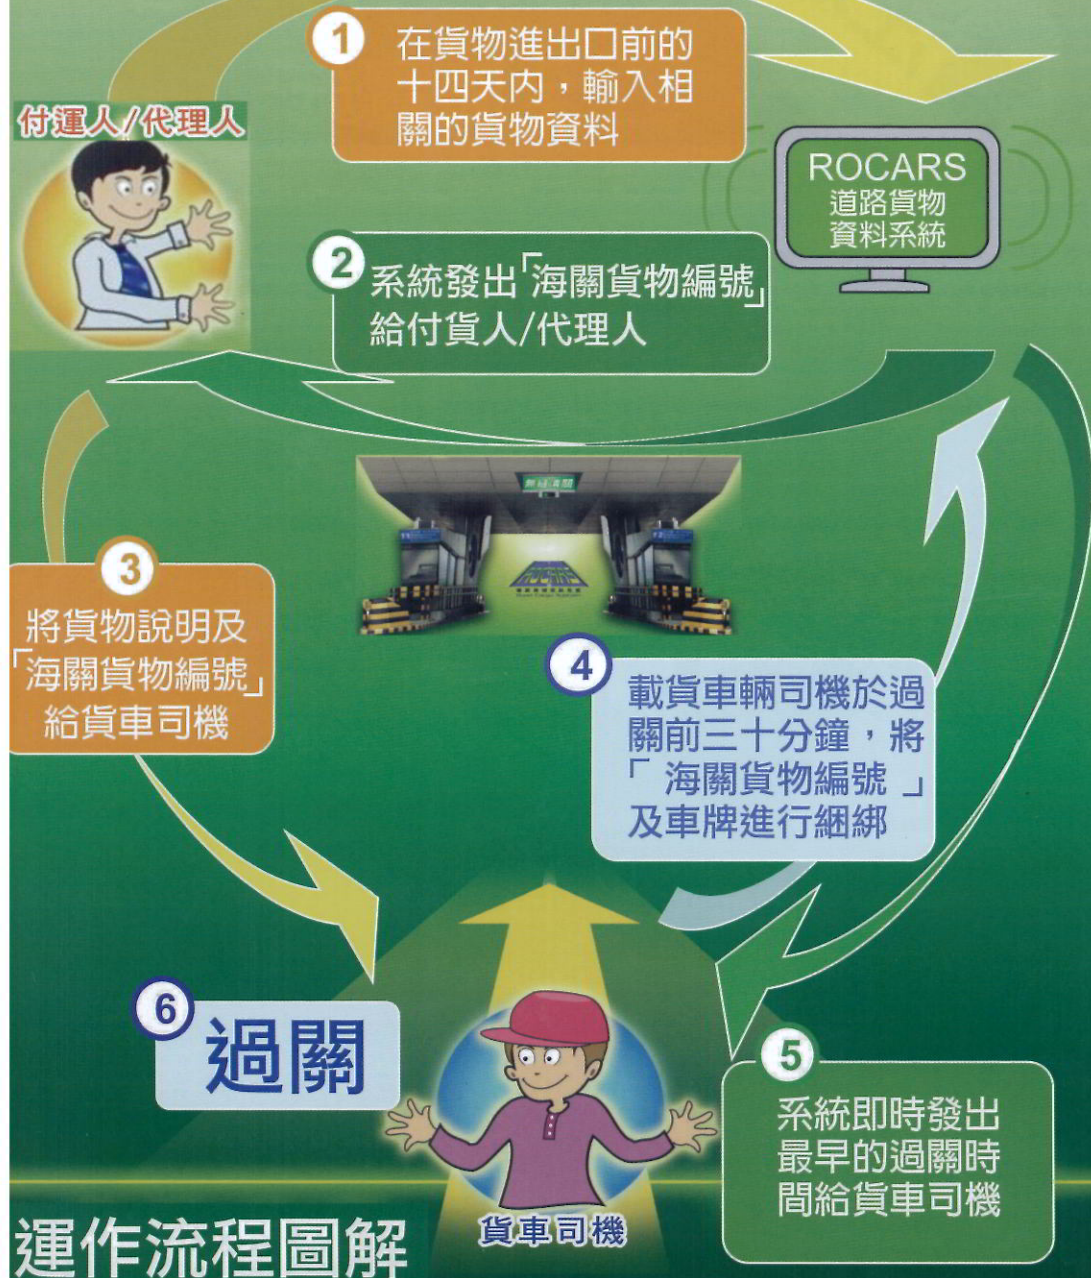 1
在貨物進出口前的
十四天内，輸入相
關的貨物資料
付運人/代理人
ROCARS
道路貨物
資料系統
2
系統發出「海關貨物編號」
給付貨人/代理人
3
將貨物說明及
「海關貨物編號」
給貨車司機
4
載貨車輛司機於過
關前三十分鐘，將
「海關貨物編號」
及車牌進行綑綁
5
系統即時發出
最早的過關時
間給貨車司機
6
過關
貨車司機
運作流程圖解